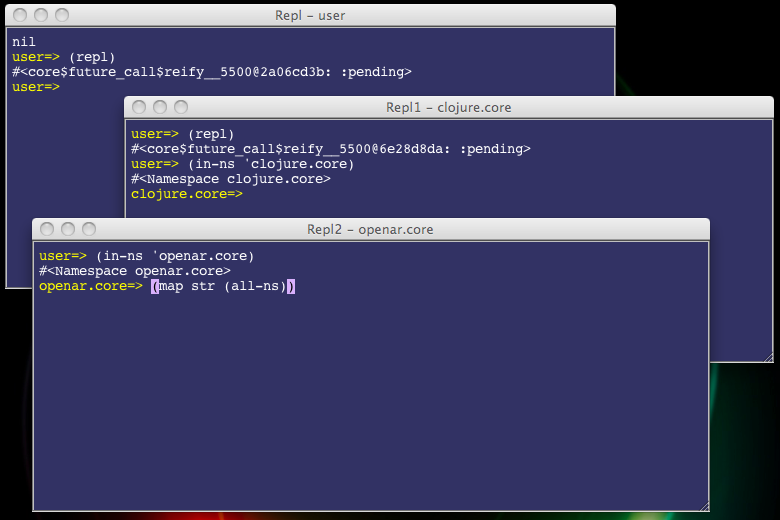 Repl – user
nil
user=> (repl)
#<core$future_call$reify__5500@2a06cd3b: :pending>
user=>
Repl1 – clojure.core
user=> (repl)
#<core$future_call$reify__5500@6e28d8da: :pending>
user=> (in-ns 'clojure.core)
#<Namespace clojure.core>
clojure.core=>
Repl2 – openar.core
user=> (in-ns 'openar.core)
#<Namespace openar.core>
openar.core=> (map str (all-ns))